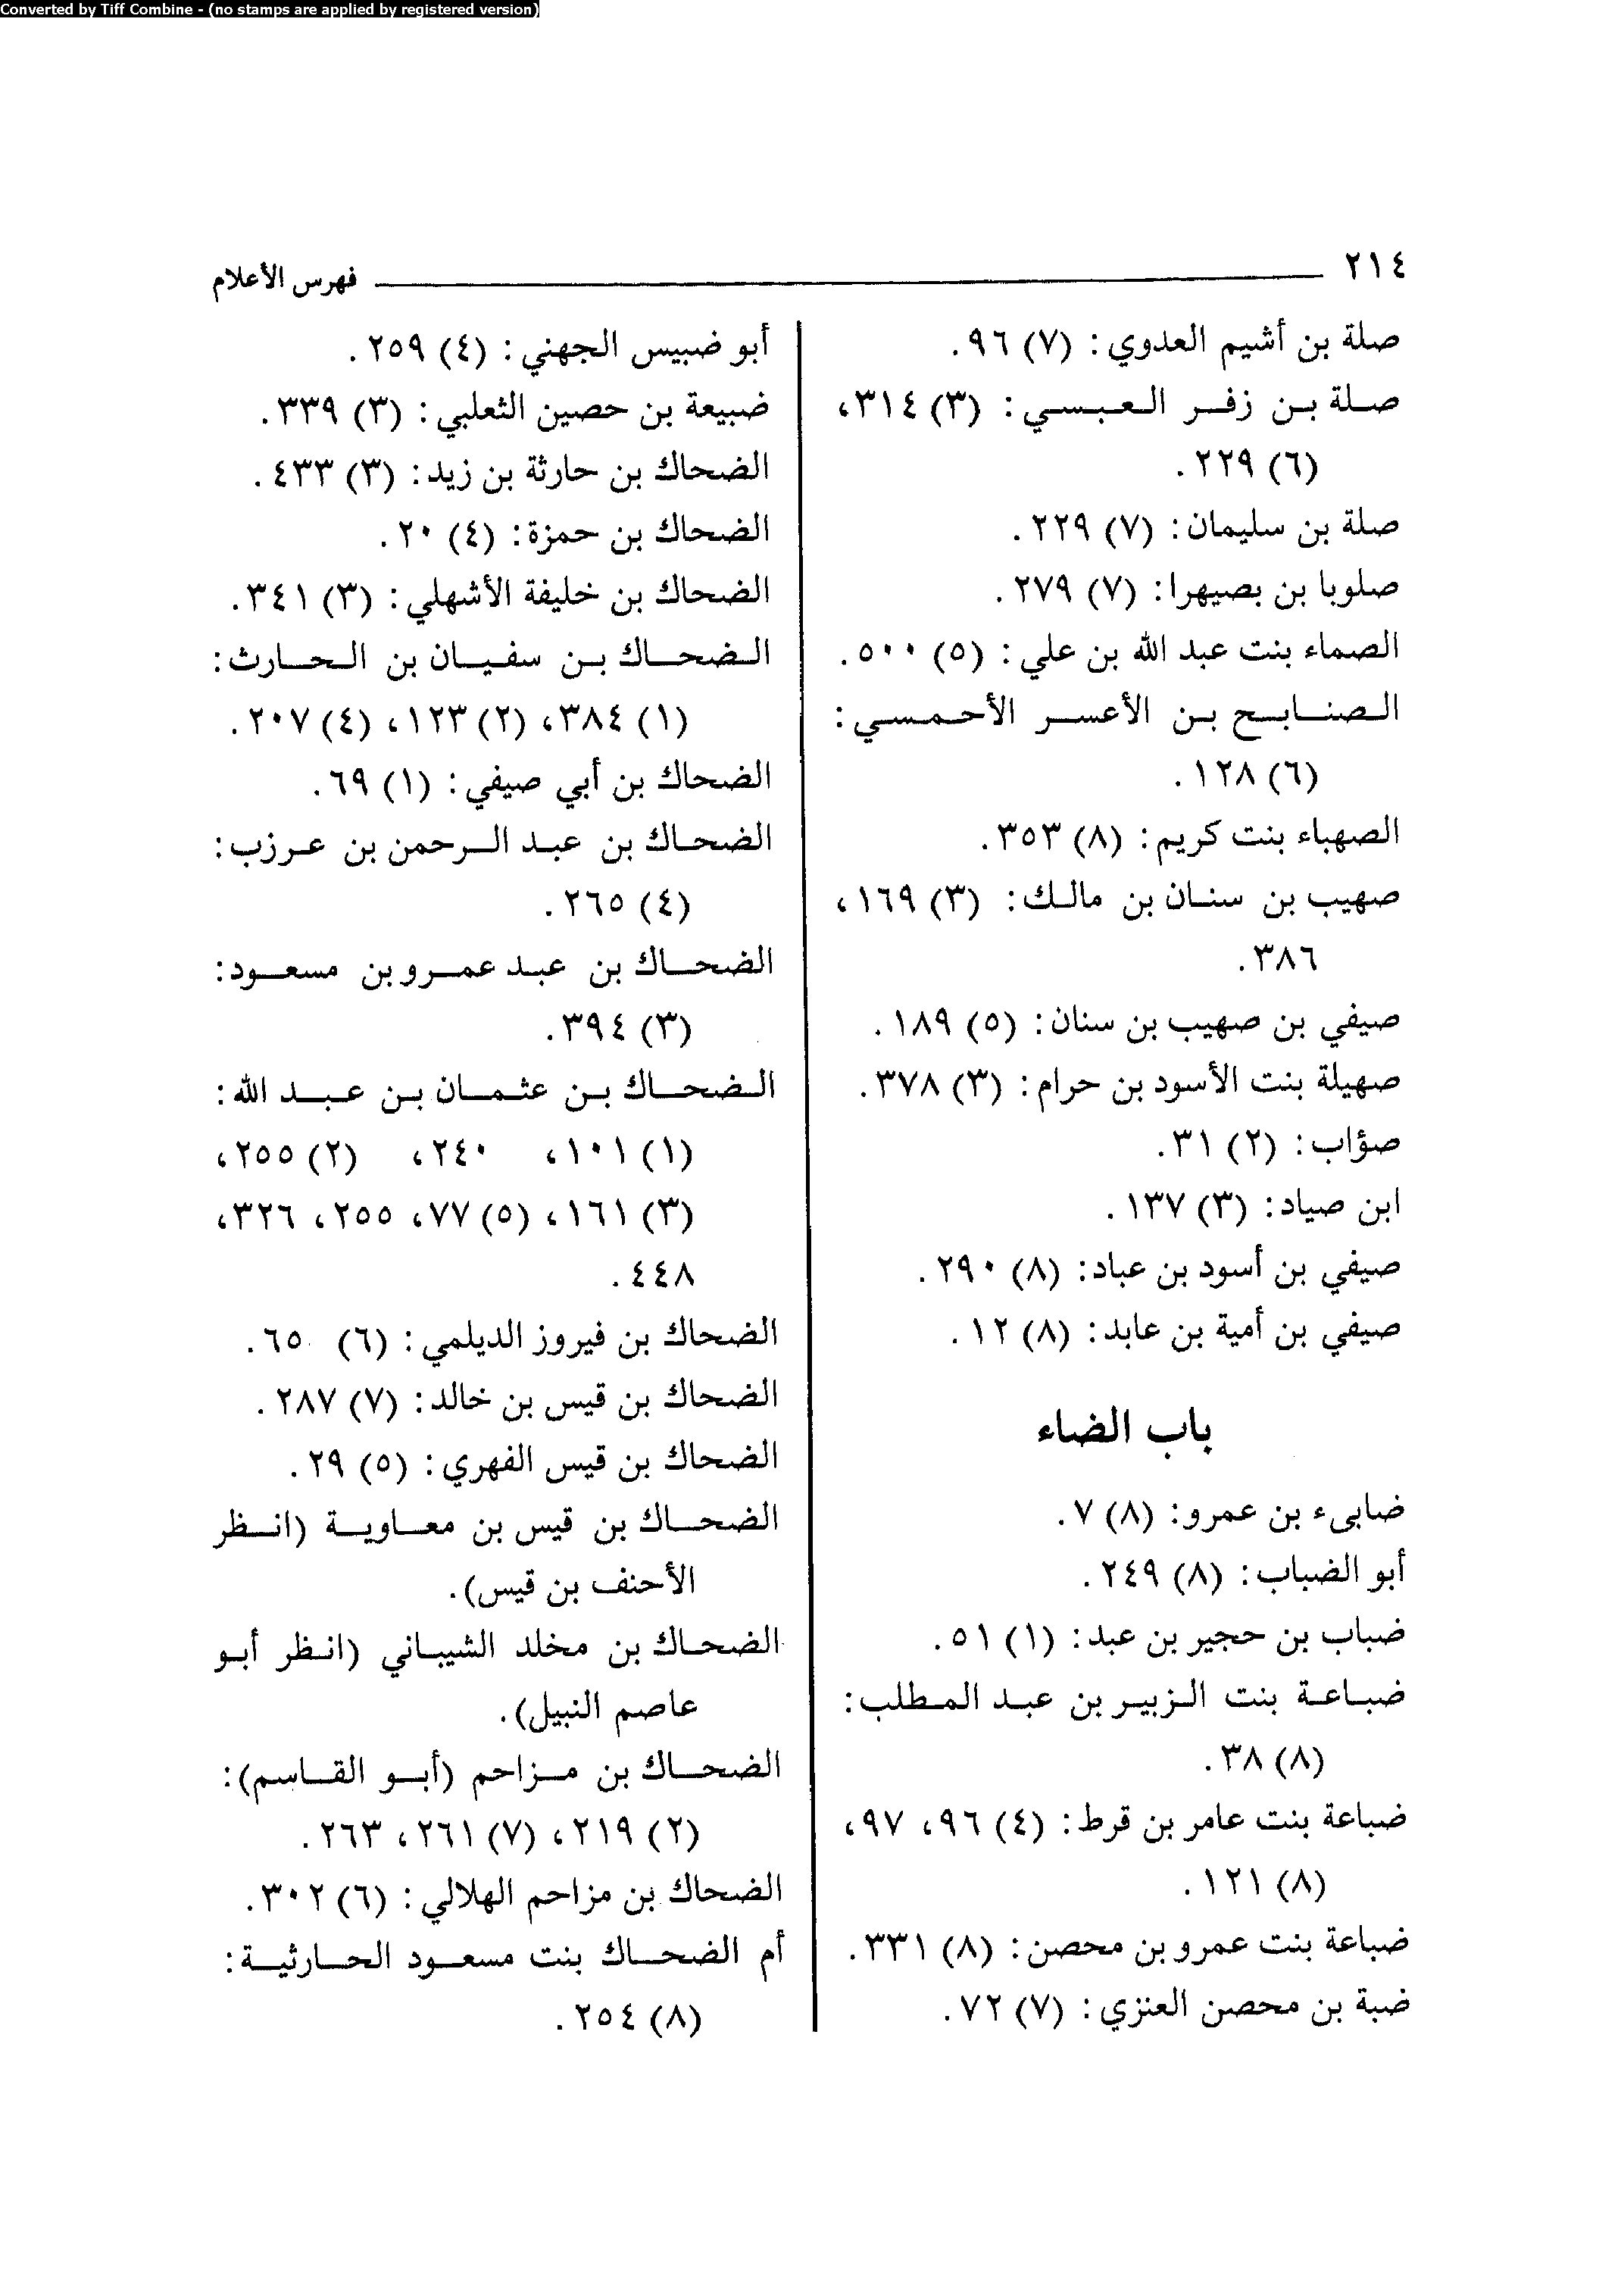 Converted by Tiff Combine - (no stamps are applied by registered version)
٢١٤ فهرس الأعلام
صلة بن أشيم العدوي: (٧) ٩٦.
صلة بن زفر العبسي: (٣) ٣١٤،
(٦) ٢٢٩.
صلة بن سليمان: (٧) ٢٢٩.
صلوبا بن بصيهرا: (٧) ٢٧٩.
الصماء بنت عبد الله بن علي: (٥) ٥٠٠.
الصنابح بن الأعسر الأحمسي:
(٦) ١٢٨.
الصهباء بنت كريم: (٨) ٣٥٣.
صهيب بن سنان بن مالك: (٣) ١٦٩،
٣٨٦.
صيفي بن صهيب بن سنان: (٥) ١٨٩.
صهيلة بنت الأسود بن حرام: (٣) ٣٧٨.
صؤاب: (٢) ٣١.
ابن صياد: (٣) ١٣٧.
صيفي بن أسود بن عباد: (٨) ٢٩٠.
صيفي بن أمية بن عابد: (٨) ١٢.
باب الضاء
ضابىء بن عمرو: (٨) ٧.
أبو الضباب: (٨) ٢٤٩.
ضباب بن حجير بن عبد: (١) ٥١.
ضباعة بنت الزبير بن عبد المطلب:
(٨) ٣٨.
ضباعة بنت عامر بن قرط: (٤) ٩٦، ٩٧،
(٨) ١٢١.
ضباعة بنت عمرو بن محصن: (٨) ٣٣١.
ضبة بن محصن العنزي: (٧) ٧٢.
أبو ضبيس الجهني: (٤) ٢٥٩.
ضبيعة بن حصين الثعلبي: (٣) ٣٣٩.
الضحاك بن حارثة بن زيد: (٣) ٤٣٣.
الضحاك بن حمزة: (٤) ٢٠.
الضحاك بن خليفة الأشهلي: (٣) ٣٤١.
الضحاك بن سفيان بن الحارث:
(١) ٣٨٤، (٢) ١٢٣، (٤) ٢٠٧.
الضحاك بن أبي صيفي: (١) ٦٩.
الضحاك بن عبد الرحمن بن عرزب:
(٤) ٢٦٥.
الضحاك بن عبد عمرو بن مسعود:
(٣) ٣٩٤.
الضحاك بن عثمان بن عبد الله:
(١) ١٠١، ٢٤٠، (٢) ٢٥٥،
(٣) ١٦١، (٥) ٧٧، ٢٥٥، ٣٢٦،
٤٤٨.
الضحاك بن فيروز الديلمي: (٦) ٦٥.
الضحاك بن قيس بن خالد: (٧) ٢٨٧.
الضحاك بن قيس الفهري: (٥) ٢٩.
الضحاك بن قيس بن معاوية (انظر
الأحنف بن قيس).
الضحاك بن مخلد الشيباني (انظر أبو
عاصم النبيل).
الضحاك بن مزاحم (أبو القاسم):
(٢) ٢١٩، (٧) ٢٦١، ٢٦٣.
الضحاك بن مزاحم الهلالي: (٦) ٣٠٢.
أم الضحاك بنت مسعود الحارثية:
(٨) ٢٥٤.